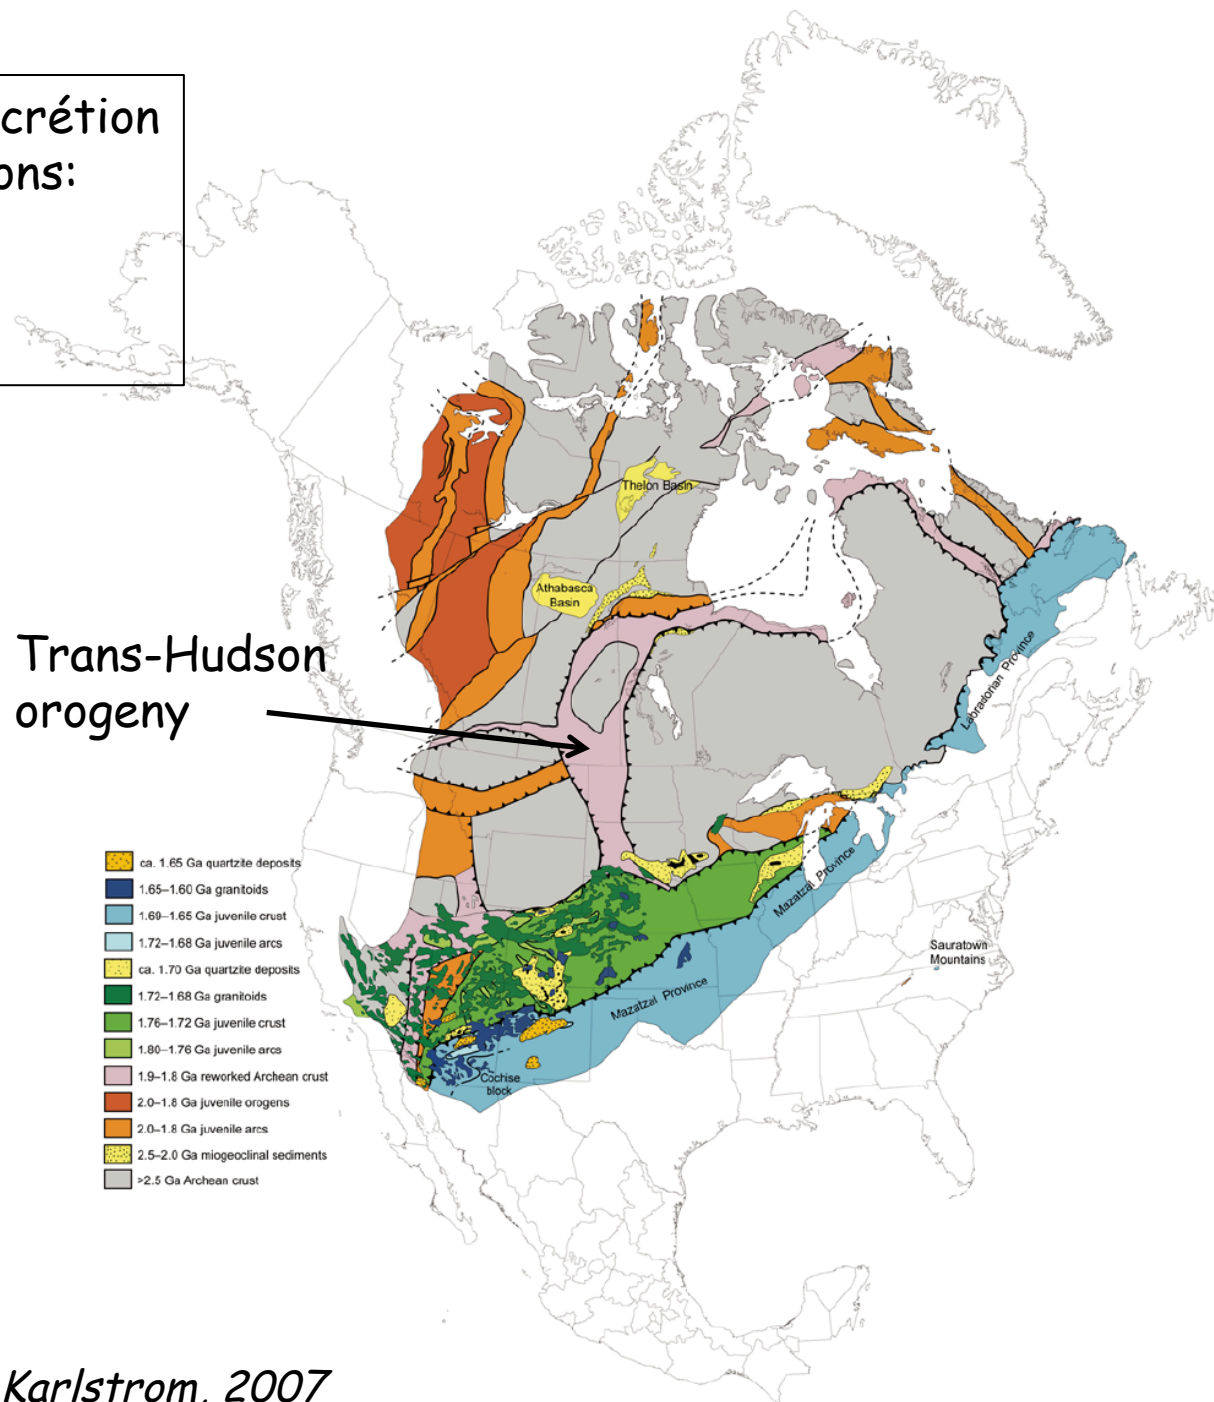 crétion
ons:
Thelon Basin
Athabasca
Basin
Trans-Hudson
orogeny
Labradorian Province
Mazatzal Province
Mazatzal Province
Sauratown
Mountains
Cochise
block
ca. 1.65 Ga quartzite deposits
1.65–1.60 Ga granitoids
1.69–1.65 Ga juvenile crust
1.72–1.68 Ga juvenile arcs
ca. 1.70 Ga quartzite deposits
1.72–1.68 Ga granitoids
1.76–1.72 Ga juvenile crust
1.80–1.76 Ga juvenile arcs
1.9–1.8 Ga reworked Archean crust
2.0–1.8 Ga juvenile orogens
2.0–1.8 Ga juvenile arcs
2.5–2.0 Ga miogeoclinal sediments
>2.5 Ga Archean crust
Karlstrom, 2007